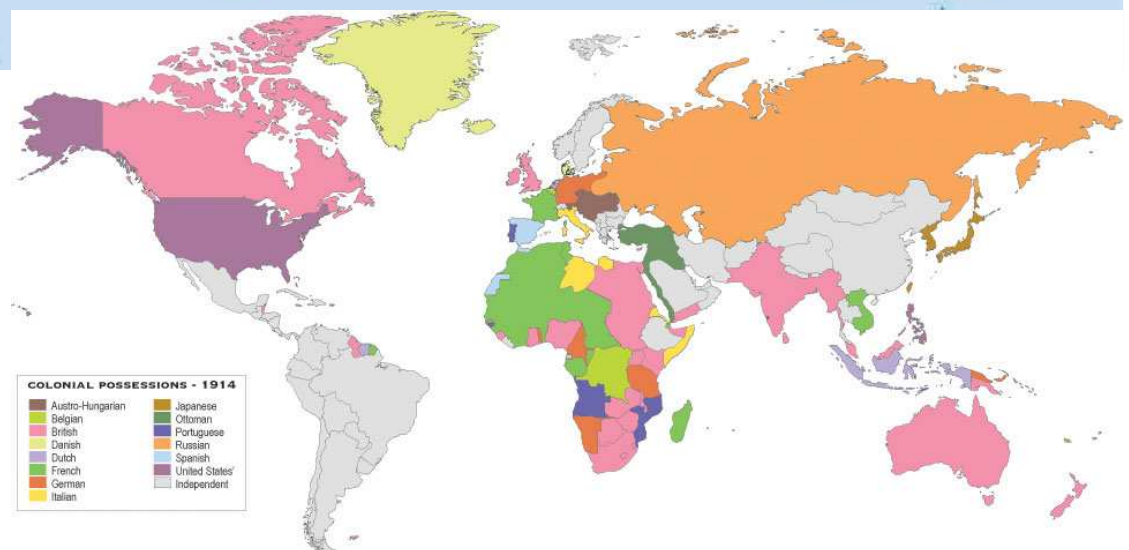 COLONIAL POSSESSIONS - 1914
Austro-Hungarian
Belgian
British
Danish
Dutch
French
German
Italian
Japanese
Ottoman
Portuguese
Russian
Spanish
United States'
Independent